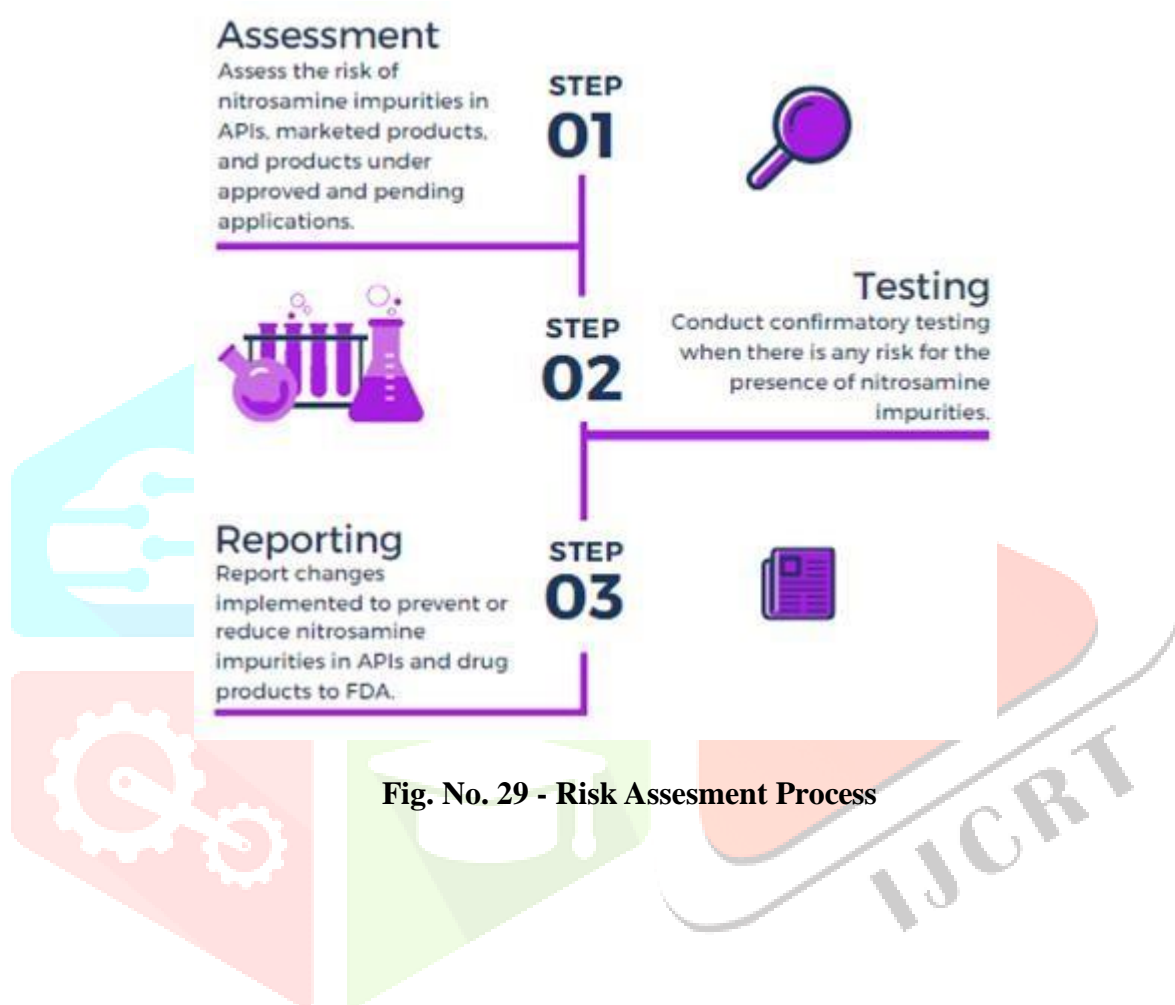 Assessment
Assess the risk of
nitrosamine impurities in
APIs, marketed products,
and products under
approved and pending
applications.
STEP
01
Testing
Conduct confirmatory testing
when there is any risk for the
presence of nitrosamine
impurities.
STEP
02
Reporting
Report changes
implemented to prevent or
reduce nitrosamine
impurities in APIs and drug
products to FDA.
STEP
03
Fig. No. 29 - Risk Assesment Process
IJCRT